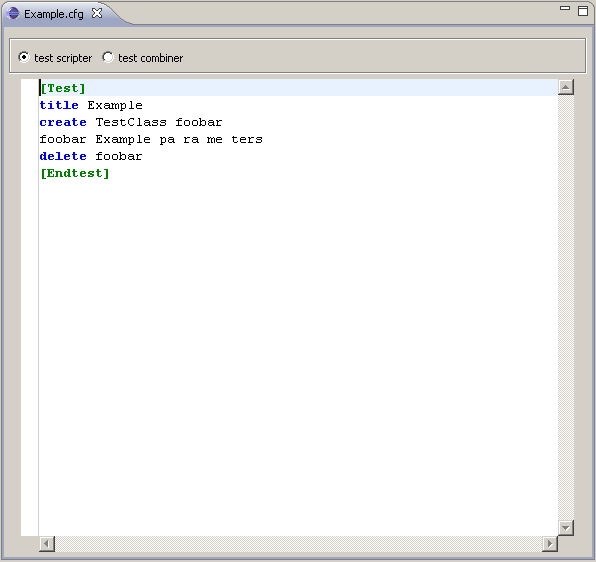 Example.cfg
test scripter test combiner
[Test]
title Example
create TestClass foobar
foobar Example pa ra me ters
delete foobar
[Endtest]